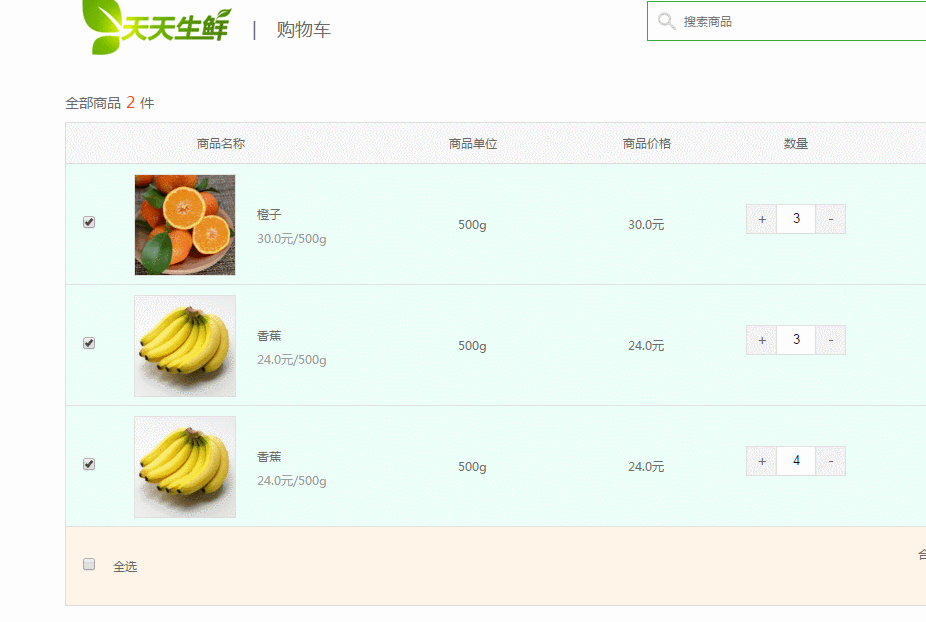 天天生鲜 | 购物车
搜索商品
全部商品 2 件
商品名称 商品单位 商品价格 数量
橙子
30.0元/500g
500g 30.0元 + 3 -
香蕉
24.0元/500g
500g 24.0元 + 3 -
香蕉
24.0元/500g
500g 24.0元 + 4 -
全选